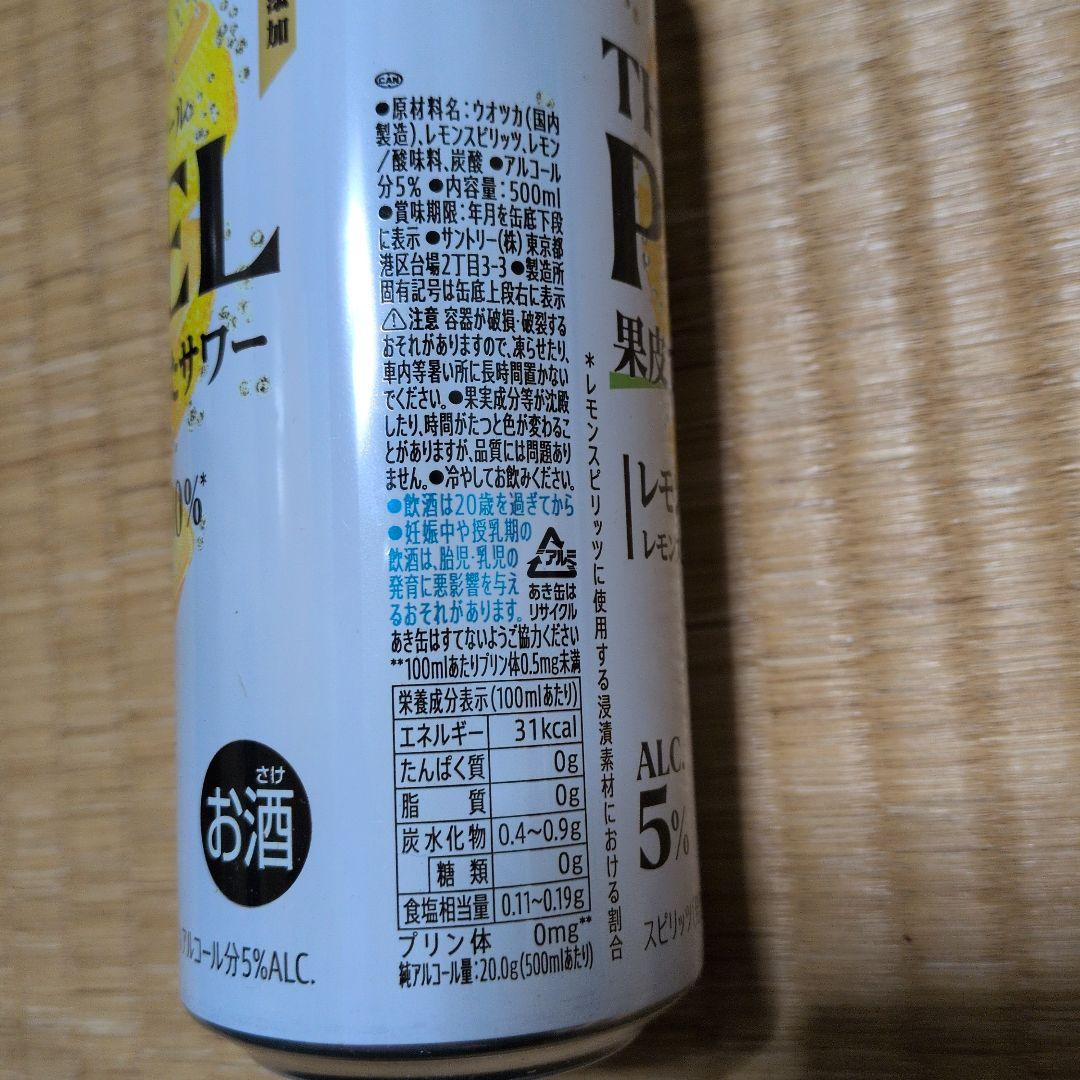 添加
EL
サワー
0%*
お酒
さけ
アルコール分5%ALC.
CAN
●原材料名：ウオツカ(国内
製造)、レモンスピリッツ、レモン
/酸味料、炭酸 ●アルコール
分5% ●内容量：500ml
●賞味期限：年月を缶底下段
に表示 ●サントリー(株) 東京都
港区台場2丁目3-3 ●製造所
固有記号は缶底上段右に表示
⚠注意 容器が破損・破裂する
おそれがありますので、凍らせたり、
車内等暑い所に長時間置かない
でください。●果実成分等が沈殿
したり、時間がたつと色が変わるこ
とがありますが、品質には問題あり
ません。●冷やしてお飲みください。
●飲酒は20歳を過ぎてから
●妊娠中や授乳期の
飲酒は、胎児・乳児の
発育に悪影響を与え
るおそれがあります。
アルミ
あき缶は
リサイクル
あき缶はすてないようご協力ください
**100mlあたりプリン体0.5mg未満
栄養成分表示(100mlあたり)
エネルギー 31kcal
たんぱく質 0g
脂質 0g
炭水化物 0.4~0.9g
糖類 0g
食塩相当量 0.11~0.19g
プリン体 0mg**
純アルコール量：20.0g(500mlあたり)
*レモンスピリッツに使用する浸漬素材における割合
TH
P
果皮
レモ
レモン
ALC.
5%
スピリッツ